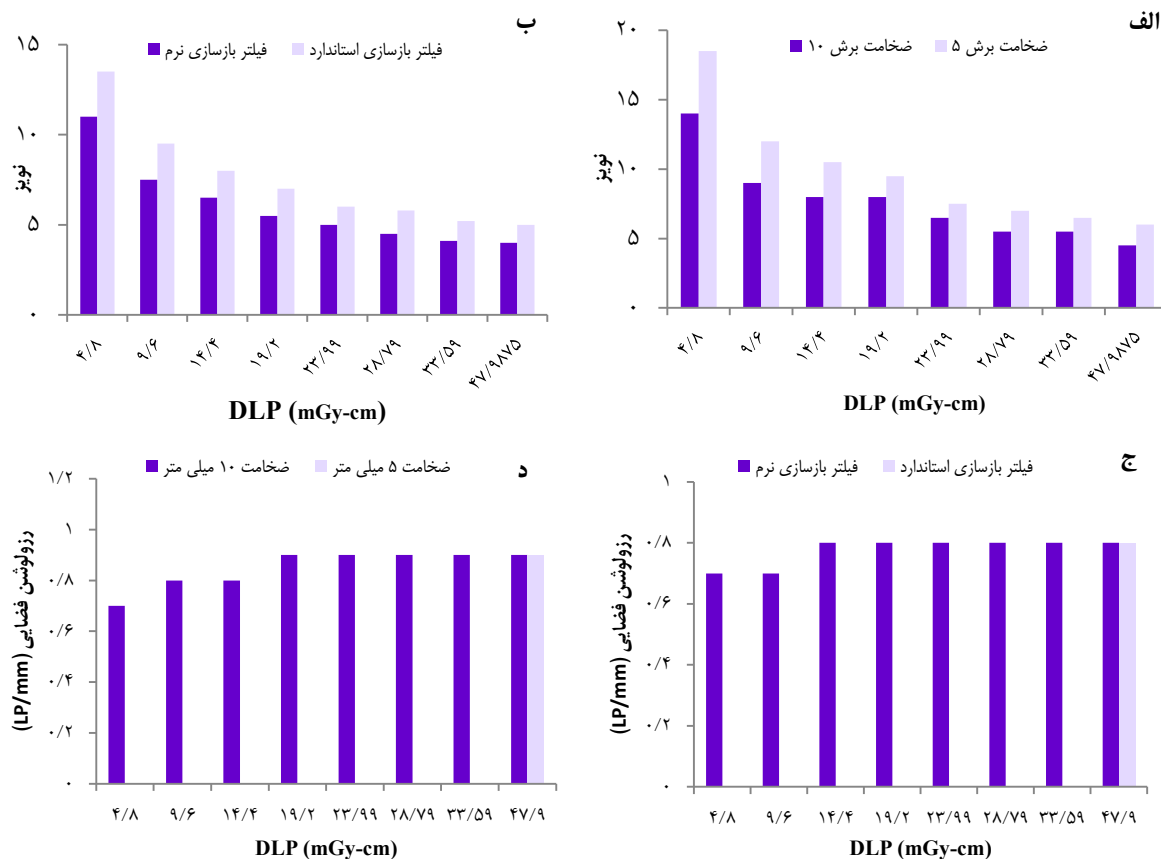 الف
ضخامت برش ۱۰ ضخامت برش ۵
۲۰
۱۵
۱۰
۵
۰
نویز
۴/۸ ۹/۶ ۱۴/۴ ۱۹/۲ ۲۳/۹۹ ۲۸/۷۹ ۳۳/۵۹ ۴۷/۹۸۷۵
DLP (mGy-cm)
ب
فیلتر بازسازی نرم فیلتر بازسازی استاندارد
۱۵
۱۰
۵
۰
نویز
۴/۸ ۹/۶ ۱۴/۴ ۱۹/۲ ۲۳/۹۹ ۲۸/۷۹ ۳۳/۵۹ ۴۷/۹۸۷۵
DLP (mGy-cm)
ج
فیلتر بازسازی نرم فیلتر بازسازی استاندارد
۱
۰/۸
۰/۶
۰/۴
۰/۲
۰
رزولوشن فضایی (LP/mm)
۴/۸ ۹/۶ ۱۴/۴ ۱۹/۲ ۲۳/۹۹ ۲۸/۷۹ ۳۳/۵۹ ۴۷/۹
DLP (mGy-cm)
د
ضخامت ۱۰ میلی متر ضخامت ۵ میلی متر
۱/۲
۱
۰/۸
۰/۶
۰/۴
۰/۲
۰
رزولوشن فضایی (LP/mm)
۴/۸ ۹/۶ ۱۴/۴ ۱۹/۲ ۲۳/۹۹ ۲۸/۷۹ ۳۳/۵۹ ۴۷/۹
DLP (mGy-cm)